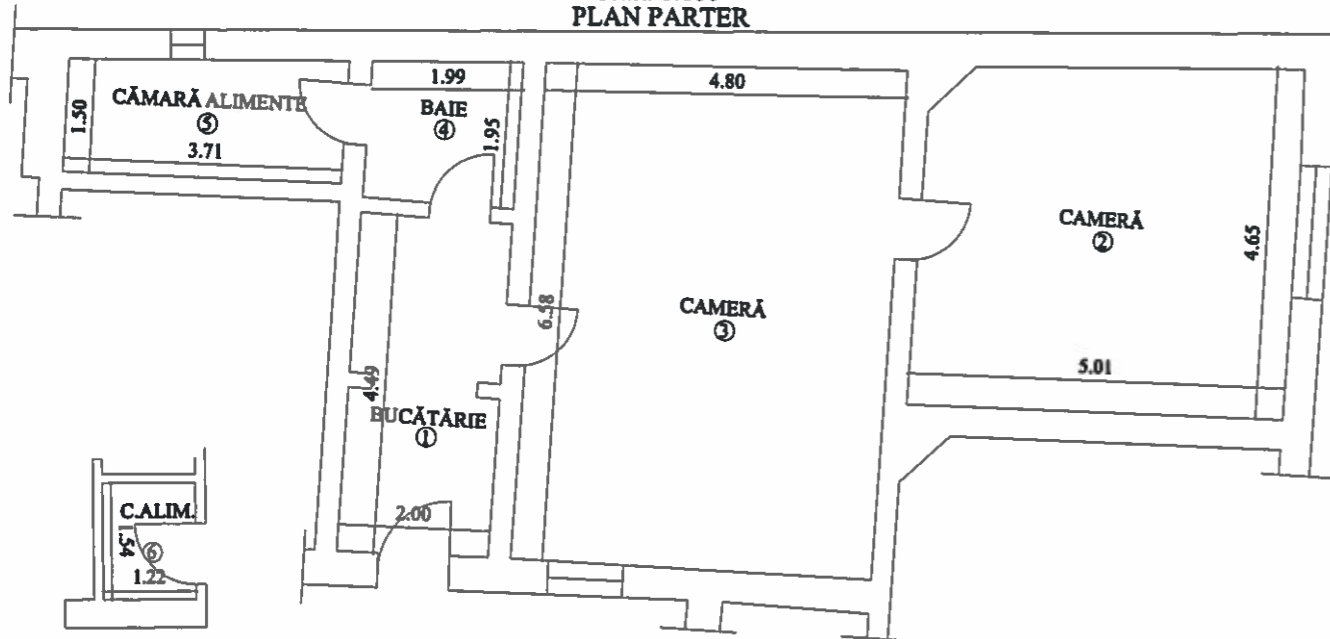 PLAN PARTER
CĂMARĂ ALIMENTE
⑤
1.50
3.71
1.99
BAIE
④
1.95
4.80
6.58
CAMERĂ
③
CAMERĂ
②
4.65
5.01
4.49
BUCĂTĂRIE
①
2.00
C.ALIM.
1.54
⑥
1.22